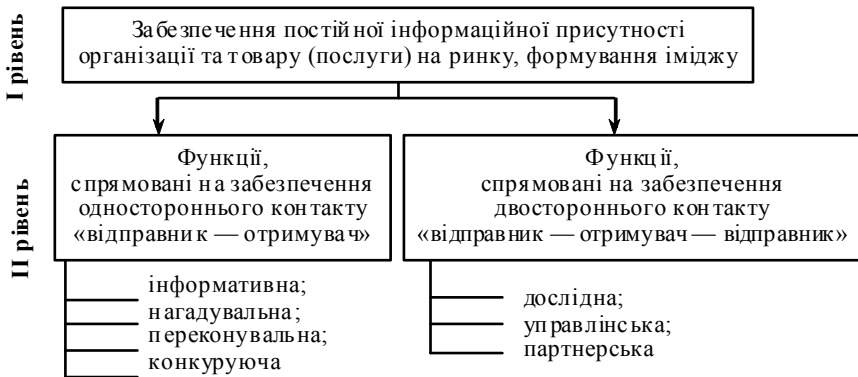 І рівень
Забезпечення постійної інформаційної присутності
організації та товару (послуги) на ринку, формування іміджу
ІІ рівень
Функції,
спрямовані на забезпечення
одностороннього контакту
«відправник — отримувач»
інформативна;
нагадувальна;
переконувальна;
конкуруюча
Функції,
спрямовані на забезпечення
двостороннього контакту
«відправник — отримувач — відправник»
дослідна;
управлінська;
партнерська